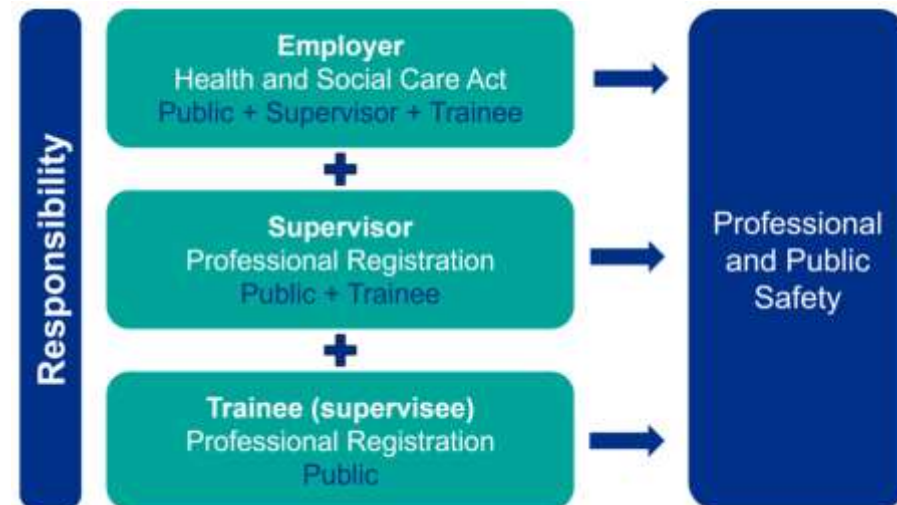 Responsibility
Employer
Health and Social Care Act
Public + Supervisor + Trainee
+
Supervisor
Professional Registration
Public + Trainee
+
Trainee (supervisee)
Professional Registration
Public
Professional
and Public
Safety